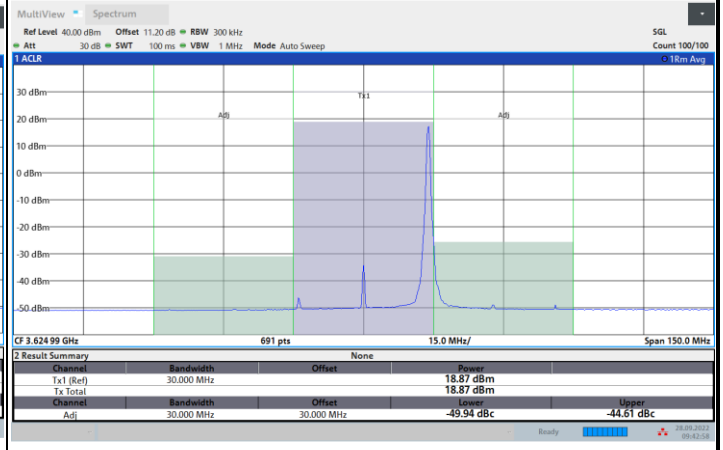 MultiView Spectrum
Ref Level 40.00 dBm Offset 11.20 dB RBW 300 kHz SGL
Att 30 dB SWT 100 ms VBW 1 MHz Mode Auto Sweep Count 100/100
1 ACLR 1Rm Avg
Tx1
Adj Adj
30 dBm
20 dBm
10 dBm
0 dBm
-10 dBm
-20 dBm
-30 dBm
-40 dBm
-50 dBm
CF 3.624 99 GHz 691 pts 15.0 MHz/ Span 150.0 MHz
2 Result Summary None
Channel Bandwidth Offset Power
Tx1 (Ref) 30.000 MHz 18.87 dBm
Tx Total 18.87 dBm
Channel Bandwidth Offset Lower Upper
Adj 30.000 MHz 30.000 MHz -49.94 dBc -44.61 dBc
Ready 28.09.2022
09:42:58